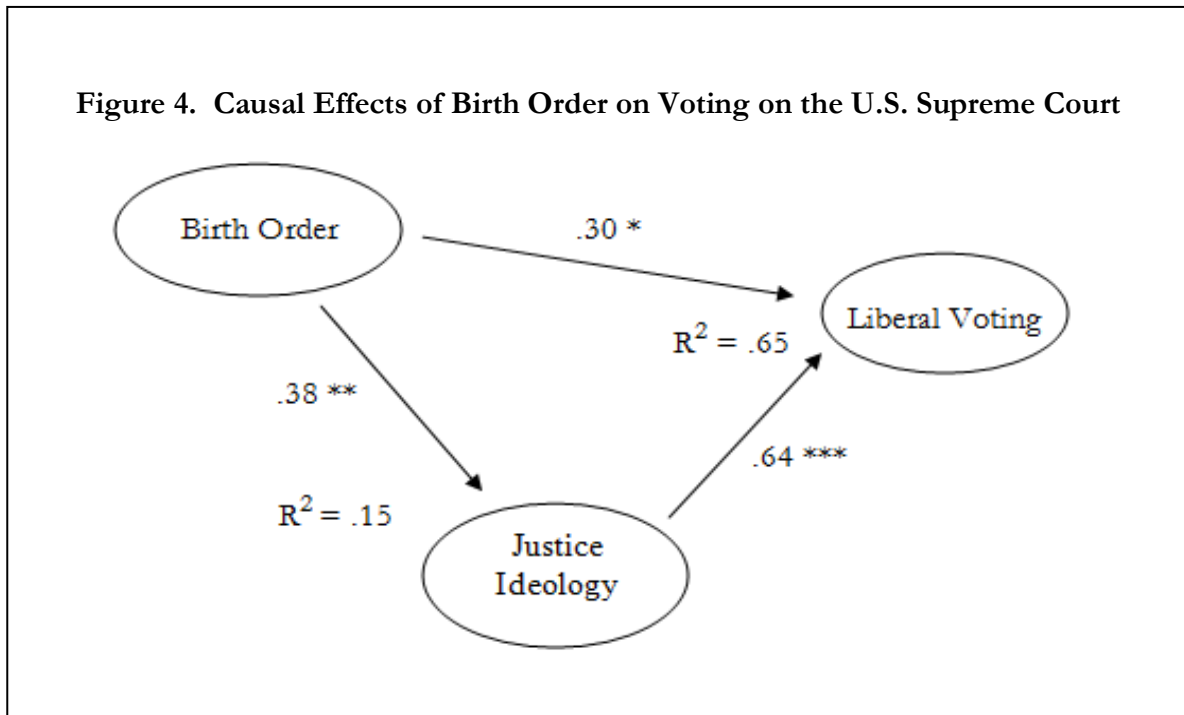 Figure 4.  Causal Effects of Birth Order on Voting on the U.S. Supreme Court
Birth Order
.30 *
Liberal Voting
R² = .65
.38 **
.64 ***
R² = .15
Justice
Ideology